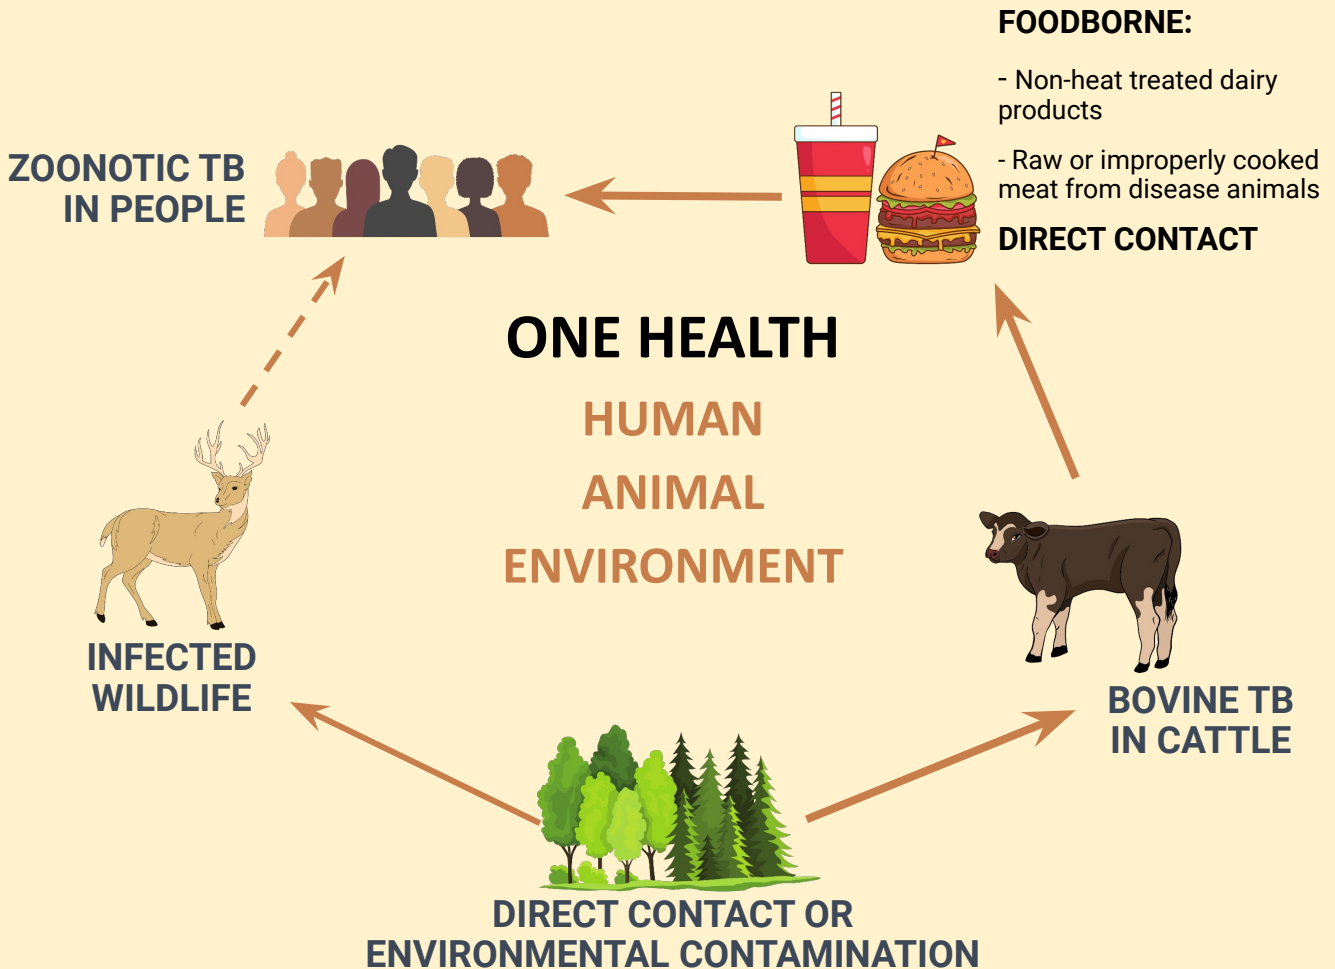 FOODBORNE:
- Non-heat treated dairy
products
- Raw or improperly cooked
meat from disease animals
DIRECT CONTACT
ZOONOTIC TB
IN PEOPLE
ONE HEALTH
HUMAN
ANIMAL
ENVIRONMENT
INFECTED
WILDLIFE
BOVINE TB
IN CATTLE
DIRECT CONTACT OR
ENVIRONMENTAL CONTAMINATION